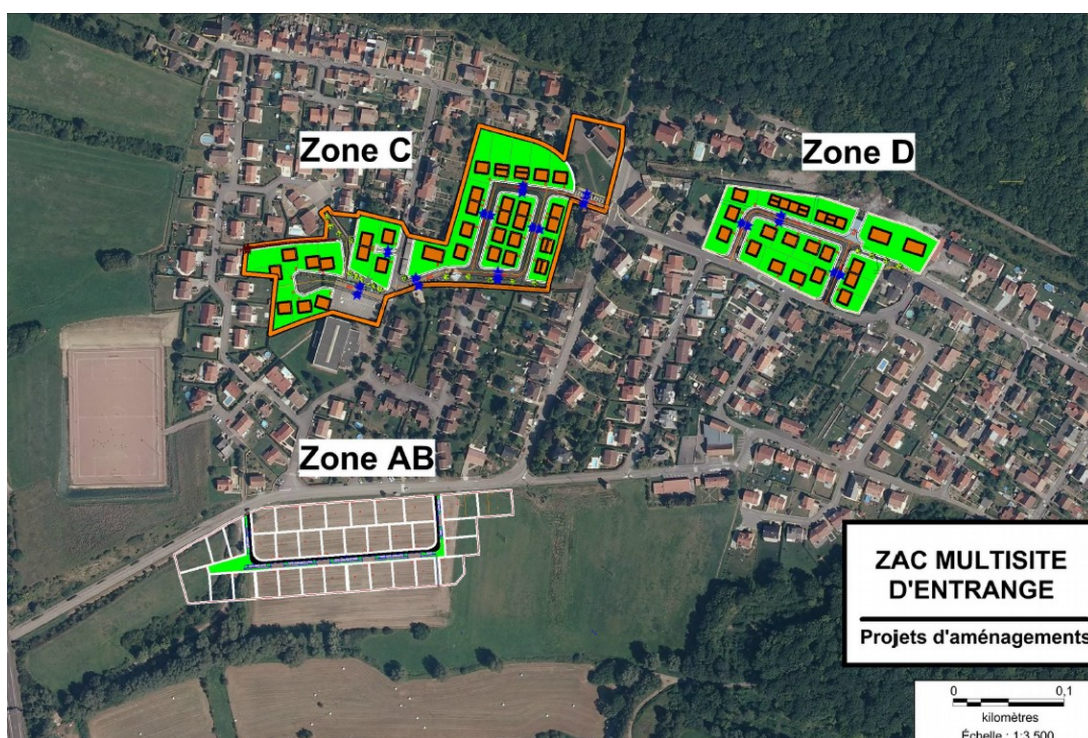 Zone C
Zone D
Zone AB
ZAC MULTISITE
D'ENTRANGE
Projets d'aménagements
0 0,1
kilomètres
Échelle : 1:3 500